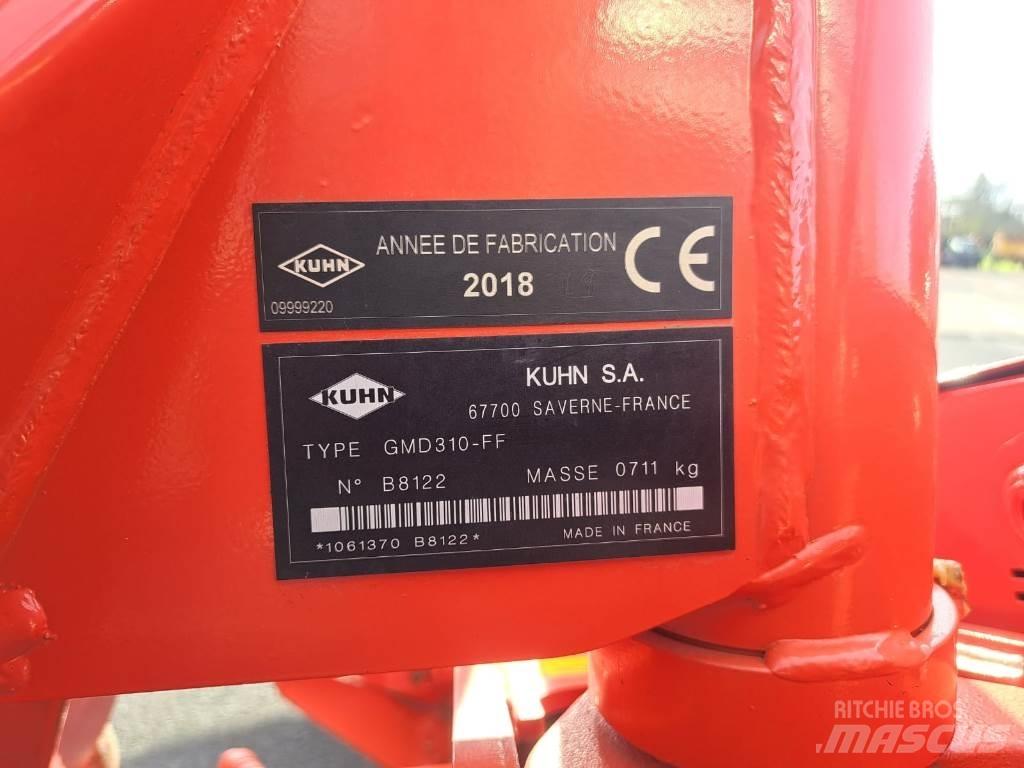 KUHN
ANNEE DE FABRICATION
2018
CE
09999220
KUHN
KUHN S.A.
67700 SAVERNE-FRANCE
TYPE GMD310-FF
N° B8122 MASSE 0711 kg
*1061370 B8122* MADE IN FRANCE
RITCHIE BROS
MASCUS